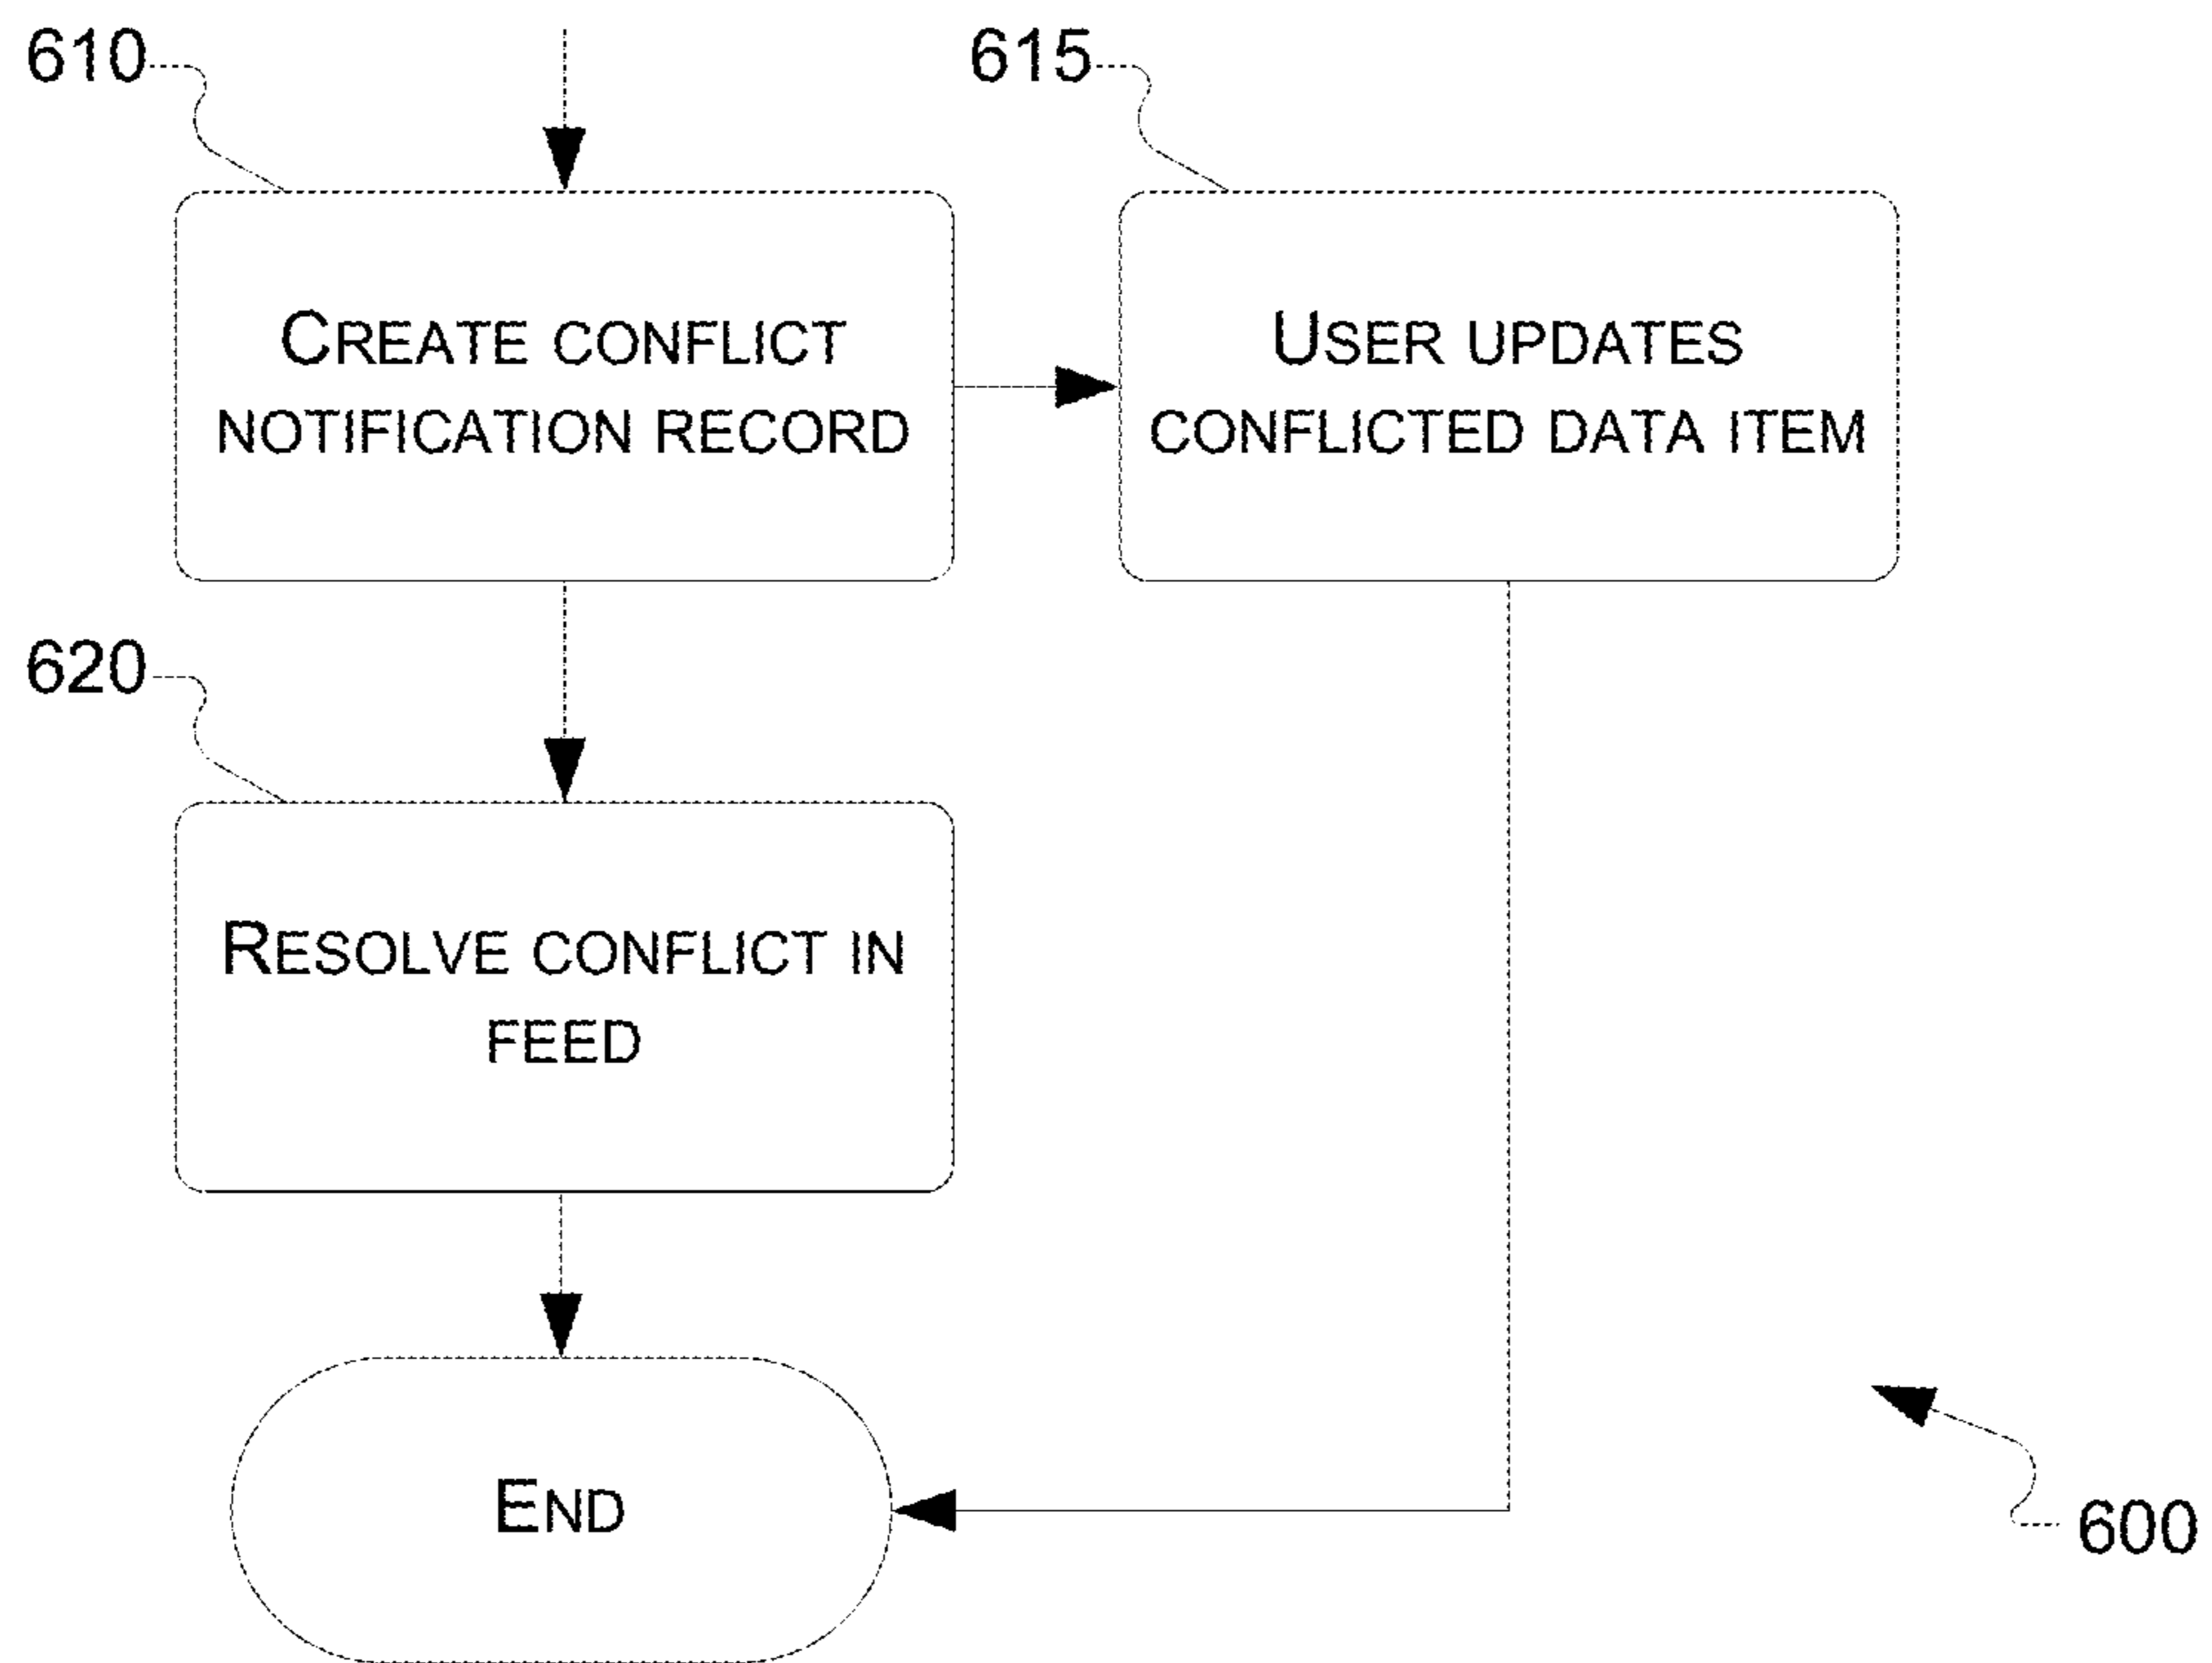 610
615
CREATE CONFLICT
NOTIFICATION RECORD
USER UPDATES
CONFLICTED DATA ITEM
620
RESOLVE CONFLICT IN
FEED
END
600